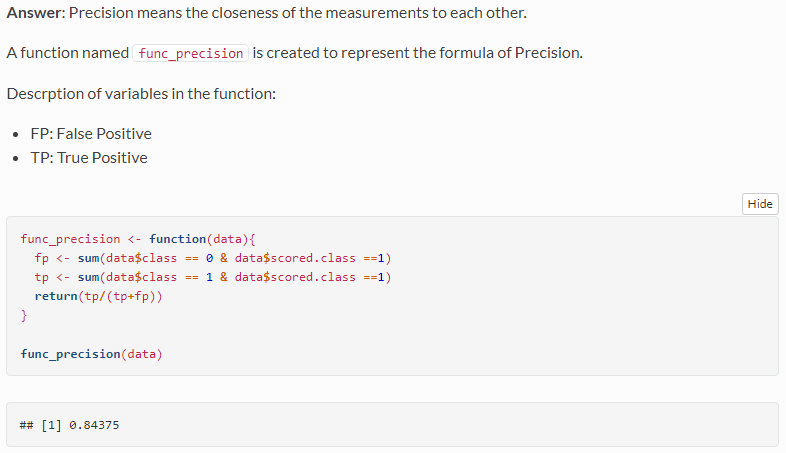 Answer: Precision means the closeness of the measurements to each other.
A function named func_precision is created to represent the formula of Precision.
Descrption of variables in the function:
• FP: False Positive
• TP: True Positive
Hide
func_precision <- function(data){
  fp <- sum(data$class == 0 & data$scored.class ==1)
  tp <- sum(data$class == 1 & data$scored.class ==1)
  return(tp/(tp+fp))
}
func_precision(data)
## [1] 0.84375